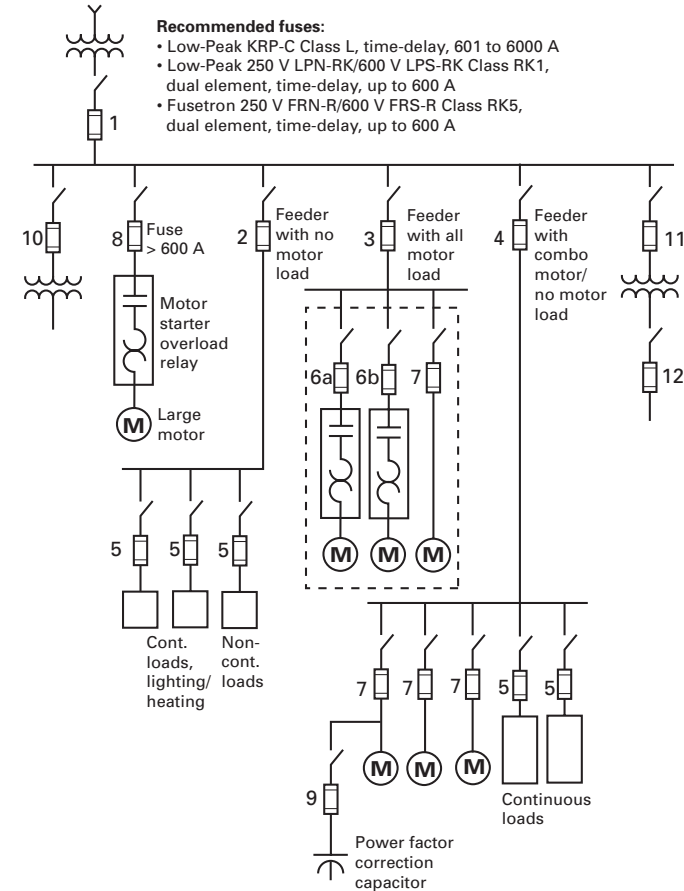 Recommended fuses:
• Low-Peak KRP-C Class L, time-delay, 601 to 6000 A
• Low-Peak 250 V LPN-RK/600 V LPS-RK Class RK1,
dual element, time-delay, up to 600 A
• Fusetron 250 V FRN-R/600 V FRS-R Class RK5,
dual element, time-delay, up to 600 A
1
10
8
Fuse
> 600 A
2
Feeder
with no
motor
load
3
Feeder
with all
motor
load
4
Feeder
with
combo
motor/
no motor
load
11
12
Motor
starter
overload
relay
M
Large
motor
6a
6b
7
M
M
M
5
5
5
Cont.
loads,
lighting/
heating
Non-
cont.
loads
7
7
7
5
5
M
M
M
Continuous
loads
9
Power factor
correction
capacitor